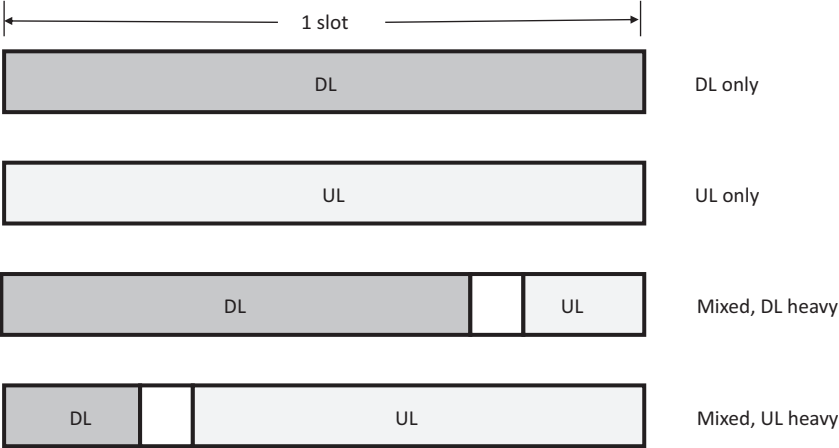 1 slot
DL DL only
UL UL only
DL UL Mixed, DL heavy
DL UL Mixed, UL heavy